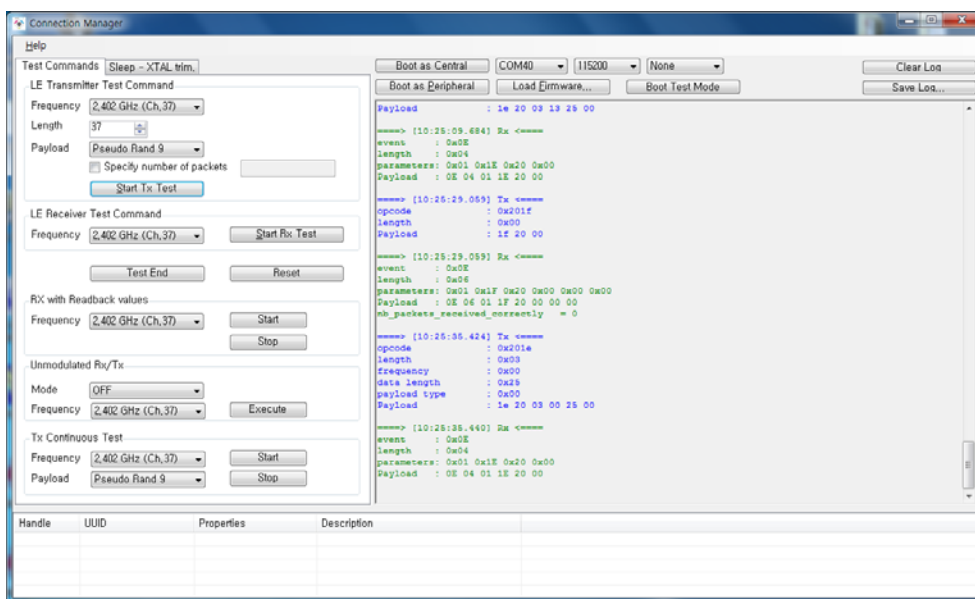 Connection Manager
Help
Test Commands Sleep - XTAL trim,
LE Transmitter Test Command
Frequency 2,402 GHz (Ch,37)
Length 37
Payload Pseudo Rand 9
Specify number of packets
Start Tx Test
LE Receiver Test Command
Frequency 2,402 GHz (Ch,37) Start Rx Test
Test End Reset
RX with Readback values
Frequency 2,402 GHz (Ch,37) Start
Stop
Unmodulated Rx/Tx
Mode OFF
Frequency 2,402 GHz (Ch,37) Execute
Tx Continuous Test
Frequency 2,402 GHz (Ch,37) Start
Payload Pseudo Rand 9 Stop
Boot as Central COM40 115200 None Clear Log
Boot as Peripheral Load Firmware... Boot Test Mode Save Log...
Payload : 1e 20 03 13 25 00
====> [10:25:09.684] Rx <====
event : 0x0E
length : 0x04
parameters: 0x01 0x1E 0x20 0x00
Payload : 0E 04 01 1E 20 00
====> [10:25:29.059] Tx <====
opcode : 0x201f
length : 0x00
Payload : 1f 20 00
====> [10:25:29.059] Rx <====
event : 0x0E
length : 0x06
parameters: 0x01 0x1F 0x20 0x00 0x00 0x00
Payload : 0E 06 01 1F 20 00 00 00
nb_packets_received_correctly = 0
====> [10:25:35.424] Tx <====
opcode : 0x201e
length : 0x03
frequency : 0x00
data length : 0x25
payload type : 0x00
Payload : 1e 20 03 00 25 00
====> [10:25:35.440] Rx <====
event : 0x0E
length : 0x04
parameters: 0x01 0x1E 0x20 0x00
Payload : 0E 04 01 1E 20 00
Handle UUID Properties Description